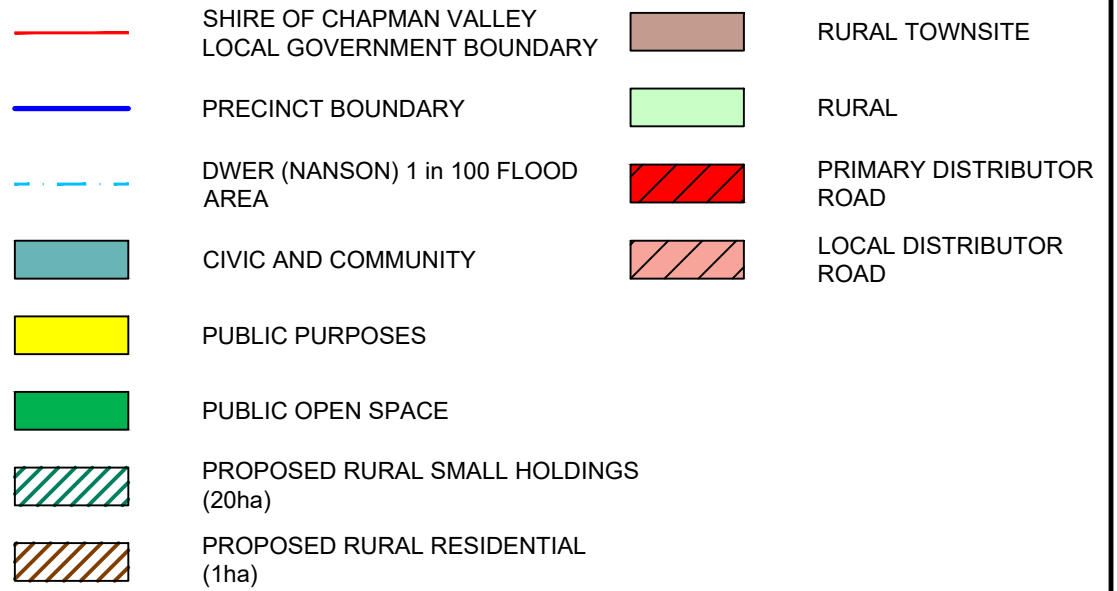 SHIRE OF CHAPMAN VALLEY
LOCAL GOVERNMENT BOUNDARY
PRECINCT BOUNDARY
DWER (NANSON) 1 in 100 FLOOD
AREA
CIVIC AND COMMUNITY
PUBLIC PURPOSES
PUBLIC OPEN SPACE
PROPOSED RURAL SMALL HOLDINGS
(20ha)
PROPOSED RURAL RESIDENTIAL
(1ha)
RURAL TOWNSITE
RURAL
PRIMARY DISTRIBUTOR
ROAD
LOCAL DISTRIBUTOR
ROAD